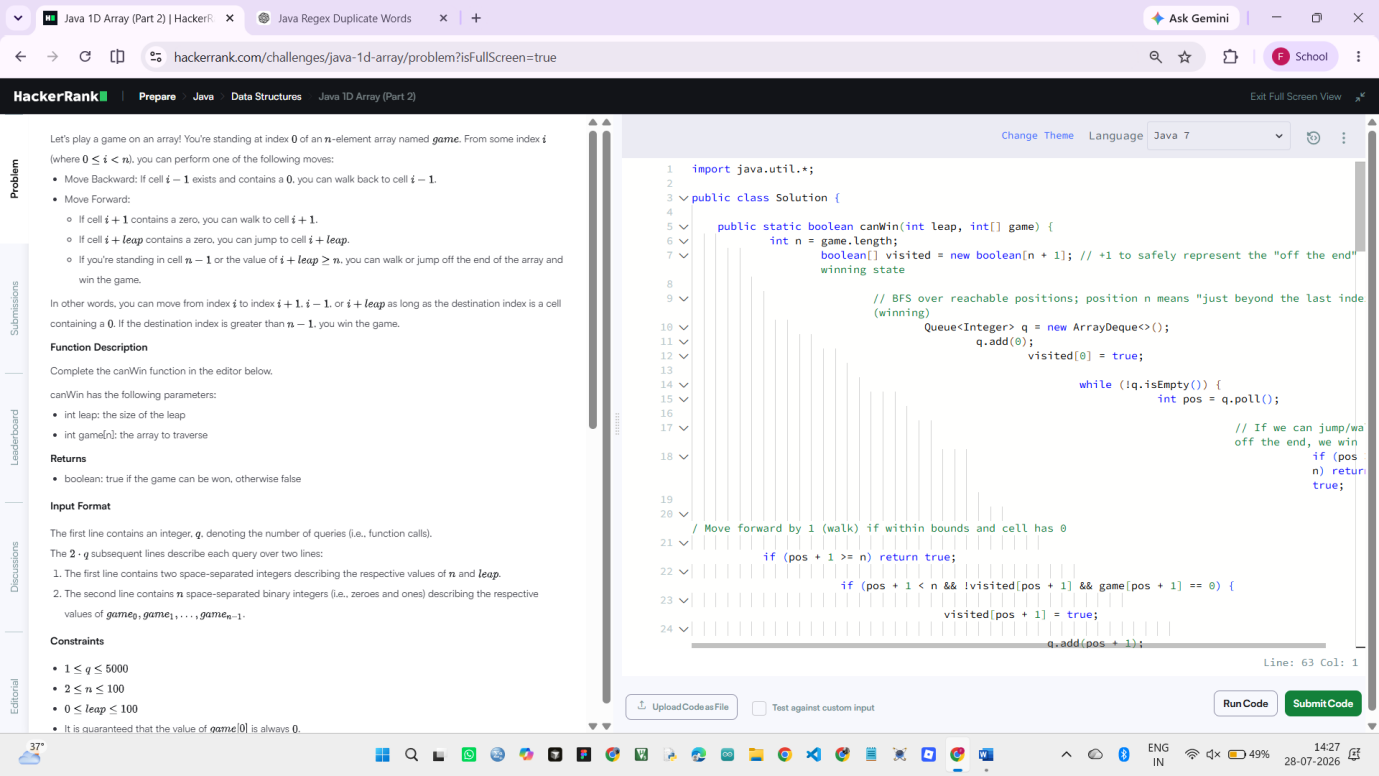 Java 1D Array (Part 2) | HackerR
Java Regex Duplicate Words
Ask Gemini
hackerrank.com/challenges/java-1d-array/problem?isFullScreen=true
F School
HackerRank | Prepare Java Data Structures Java 1D Array (Part 2) Exit Full Screen View
Problem
Submissions
Leaderboard
Discussions
Editorial
Let's play a game on an array! You're standing at index 0 of an n-element array named game. From some index i
(where 0 ≤ i < n), you can perform one of the following moves:
• Move Backward: If cell i − 1 exists and contains a 0, you can walk back to cell i − 1.
• Move Forward:
◦ If cell i + 1 contains a zero, you can walk to cell i + 1.
◦ If cell i + leap contains a zero, you can jump to cell i + leap.
◦ If you're standing in cell n − 1 or the value of i + leap ≥ n, you can walk or jump off the end of the array and
win the game.
In other words, you can move from index i to index i + 1, i − 1, or i + leap as long as the destination index is a cell
containing a 0. If the destination index is greater than n − 1, you win the game.
Function Description
Complete the canWin function in the editor below.
canWin has the following parameters:
• int leap: the size of the leap
• int game[n]: the array to traverse
Returns
• boolean: true if the game can be won, otherwise false
Input Format
The first line contains an integer, q, denoting the number of queries (i.e., function calls).
The 2 · q subsequent lines describe each query over two lines:
1. The first line contains two space-separated integers describing the respective values of n and leap.
2. The second line contains n space-separated binary integers (i.e., zeroes and ones) describing the respective
values of game0, game1, . . . , gamen−1.
Constraints
• 1 ≤ q ≤ 5000
• 2 ≤ n ≤ 100
• 0 ≤ leap ≤ 100
• It is guaranteed that the value of game[0] is always 0.
Change Theme Language Java 7
1 import java.util.*;
2
3 public class Solution {
4
5 public static boolean canWin(int leap, int[] game) {
6 int n = game.length;
7 boolean[] visited = new boolean[n + 1]; // +1 to safely represent the "off the end"
winning state
8
9 // BFS over reachable positions; position n means "just beyond the last inde
(winning)
10 Queue<Integer> q = new ArrayDeque<>();
11 q.add(0);
12 visited[0] = true;
13
14 while (!q.isEmpty()) {
15 int pos = q.poll();
16
17 // If we can jump/wa
off the end, we win
18 if (pos
n) retur
true;
19
20
/ Move forward by 1 (walk) if within bounds and cell has 0
21
if (pos + 1 >= n) return true;
22
if (pos + 1 < n && !visited[pos + 1] && game[pos + 1] == 0) {
23
visited[pos + 1] = true;
24
q.add(pos + 1);
Line: 63 Col: 1
Upload Code as File
Test against custom input
Run Code
Submit Code
37°
ENG
IN
49%
14:27
28-07-2026